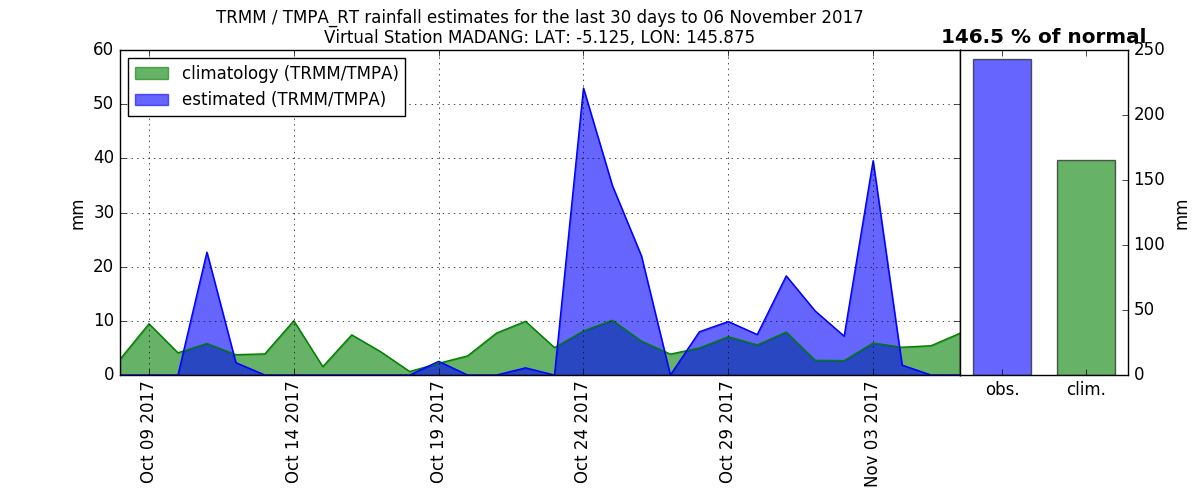 TRMM / TMPA_RT rainfall estimates for the last 30 days to 06 November 2017
Virtual Station MADANG: LAT: -5.125, LON: 145.875
146.5 % of normal
climatology (TRMM/TMPA)
estimated (TRMM/TMPA)
60
50
40
30
20
10
0
mm
Oct 09 2017
Oct 14 2017
Oct 19 2017
Oct 24 2017
Oct 29 2017
Nov 03 2017
obs.
clim.
250
200
150
100
50
0
mm